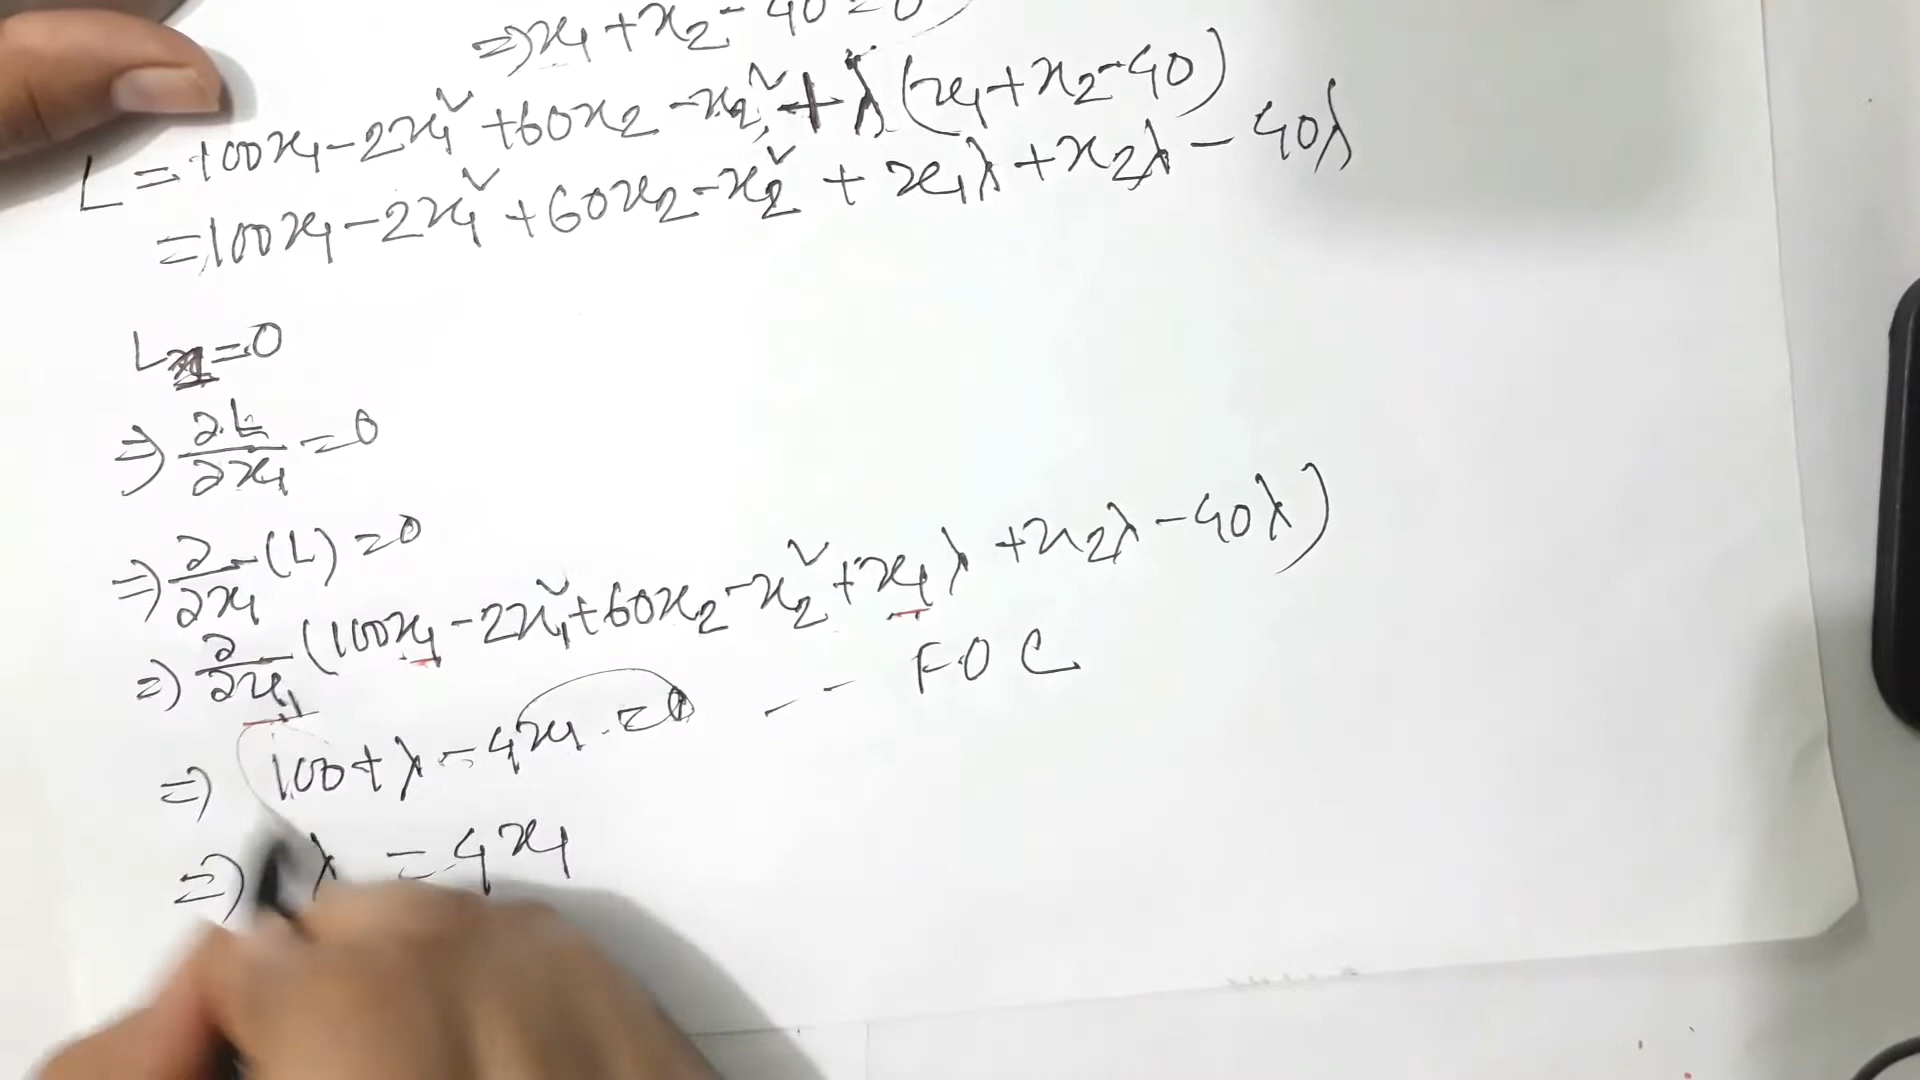 ⇒x₁+x₂-40=0)
L=100x₁-2x₁²+60x₂-x₂²+λ(x₁+x₂-40)
=100x₁-2x₁²+60x₂-x₂²+x₁λ+x₂λ-40λ
Lx₁=0
⇒∂L/∂x₁=0
⇒∂/∂x₁(L)=0
⇒∂/∂x₁(100x₁-2x₁²+60x₂-x₂²+x₁λ+x₂λ-40λ)
⇒100+λ-4x₁=0 -- FOC
⇒ λ=4x₁